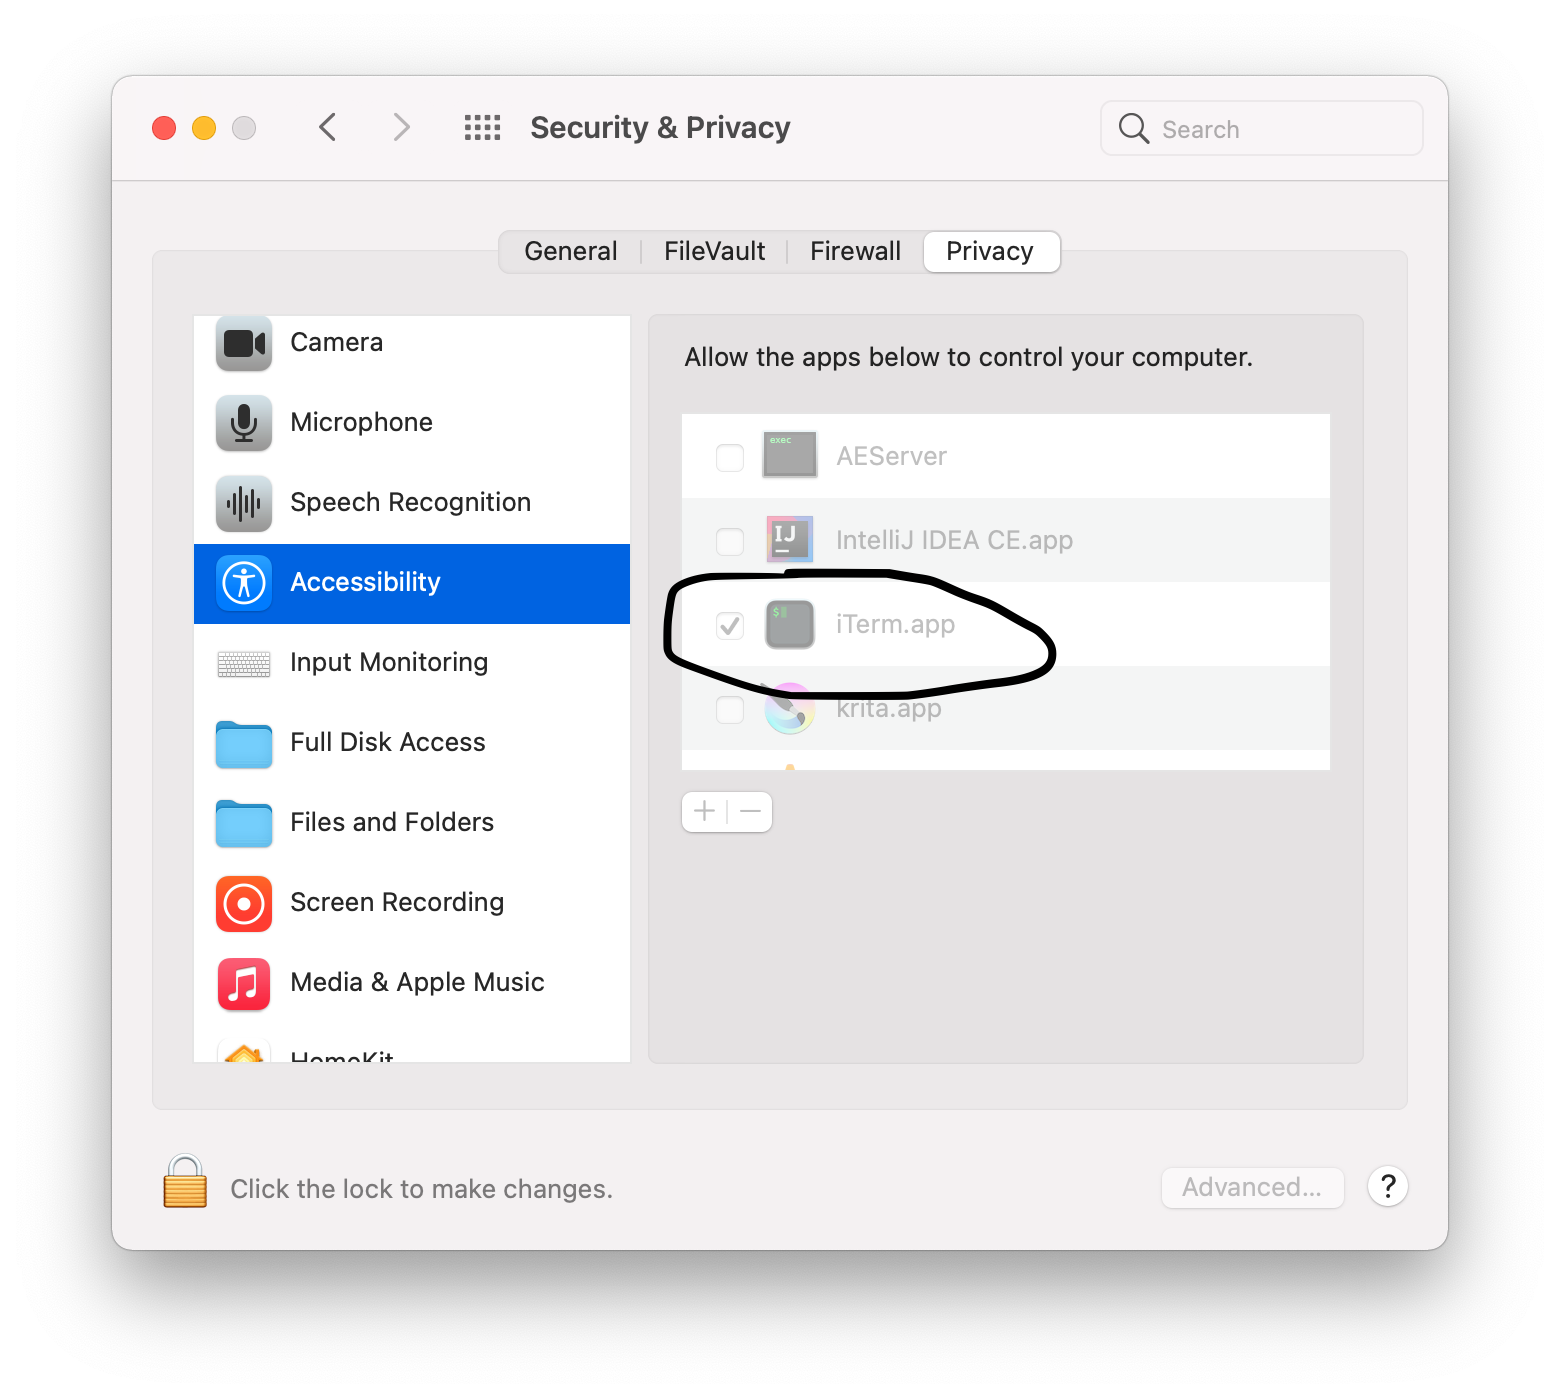 Security & Privacy
Search
General
FileVault
Firewall
Privacy
Camera
Microphone
Speech Recognition
Accessibility
Input Monitoring
Full Disk Access
Files and Folders
Screen Recording
Media & Apple Music
HomeKit
Allow the apps below to control your computer.
exec
AEServer
IJ
IntelliJ IDEA CE.app
$
iTerm.app
krita.app
Click the lock to make changes.
Advanced...
?